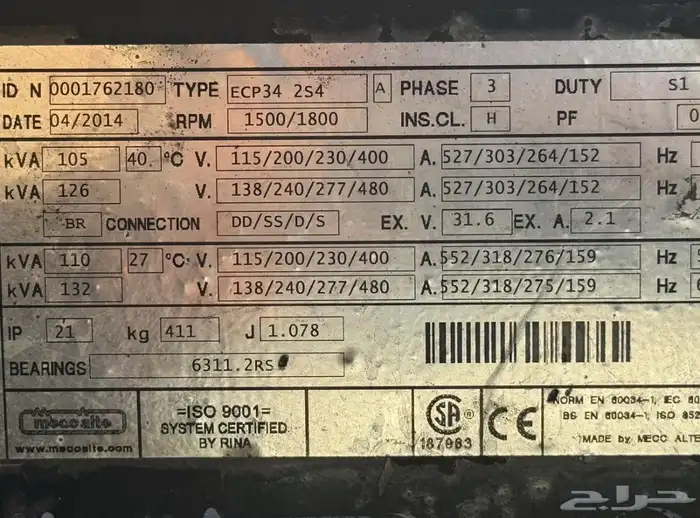 ID N 0001762180 TYPE ECP34 2S4 A PHASE 3 DUTY S1
DATE 04/2014 RPM 1500/1800 INS.CL. H PF 0
kVA 105 40. °C V. 115/200/230/400 A. 527/303/264/152 Hz
kVA 126 V. 138/240/277/480 A. 527/303/264/152 Hz
BR CONNECTION DD/SS/D/S EX. V. 31.6 EX. A. 2.1
kVA 110 27 °C V. 115/200/230/400 A. 552/318/276/159 Hz
kVA 132 V. 138/240/277/480 A. 552/318/275/159 Hz
IP 21 kg 411 J 1.078
BEARINGS 6311.2RS
mecc alte
www.meccalte.com
=ISO 9001=
SYSTEM CERTIFIED
BY RINA
SA
187983
CE
NORM EN 60034-1, IEC 60
BS EN 60034-1, ISO 852
MADE by MECC ALTE
حراج